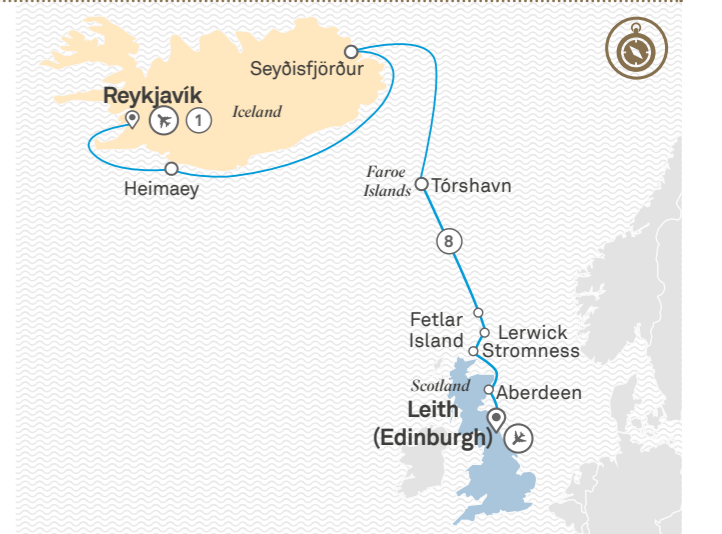 Seyðisfjörður
Reykjavík
1
Iceland
Heimaey
Faroe
Islands
Tórshavn
8
Fetlar
Island
Lerwick
Stromness
Scotland
Aberdeen
Leith
(Edinburgh)